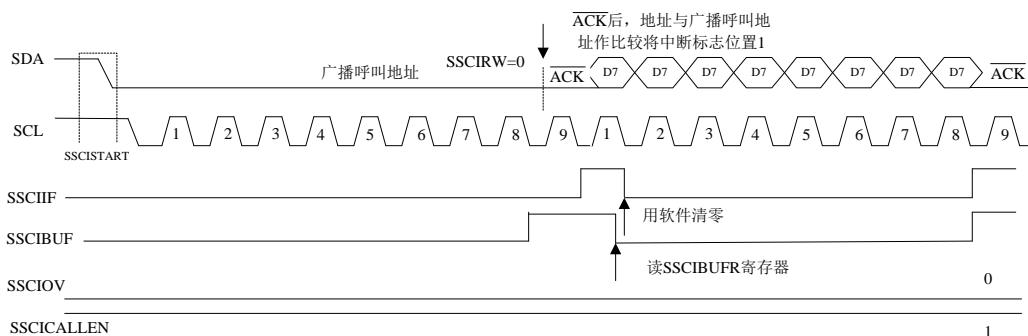 ACK后，地址与广播呼叫地
址作比较将中断标志位置1
SDA
广播呼叫地址
SSCIRW=0
ACK
D7 D7 D7 D7 D7 D7 D7 D7
ACK
SCL
1 2 3 4 5 6 7 8 9 1 2 3 4 5 6 7 8 9
SSCISTART
SSCIIF
用软件清零
SSCIBUF
读SSCIBUFR寄存器
SSCIOV
0
SSCICALLEN
1